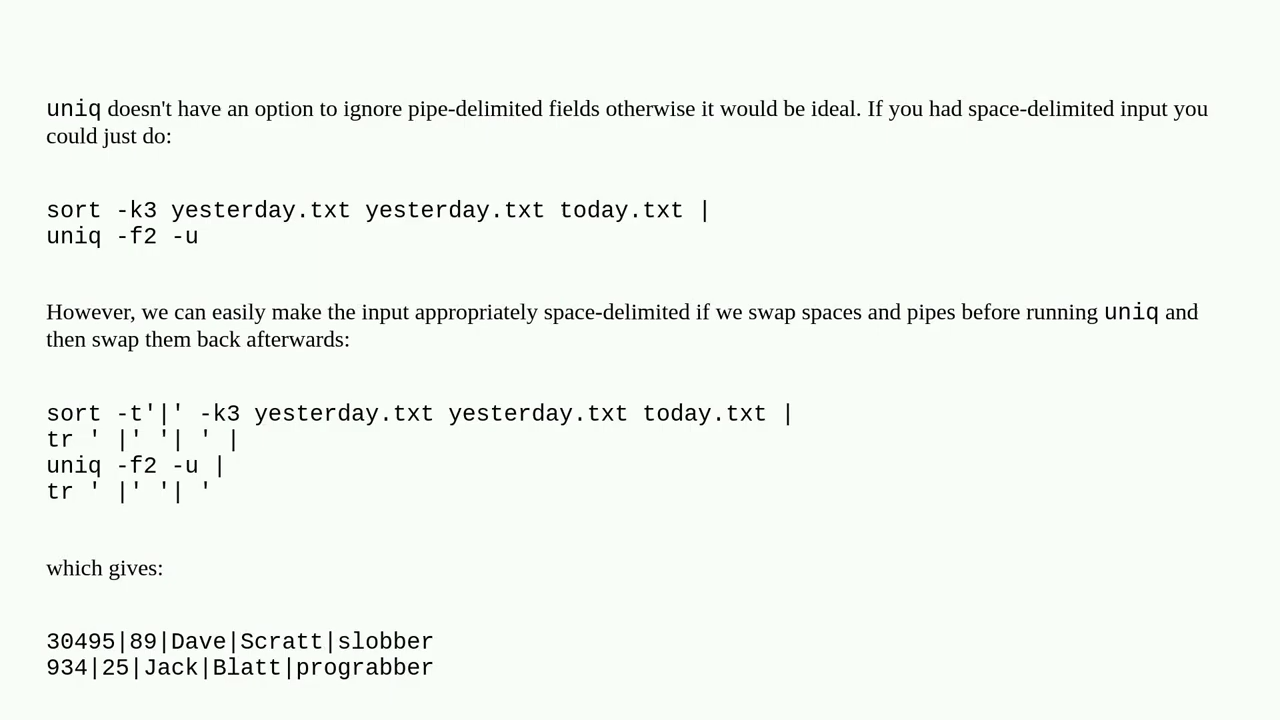 uniq doesn't have an option to ignore pipe-delimited fields otherwise it would be ideal. If you had space-delimited input you
could just do:
sort -k3 yesterday.txt yesterday.txt today.txt |
uniq -f2 -u
However, we can easily make the input appropriately space-delimited if we swap spaces and pipes before running uniq and
then swap them back afterwards:
sort -t'|' -k3 yesterday.txt yesterday.txt today.txt |
tr ' |' '| ' |
uniq -f2 -u |
tr ' |' '| '
which gives:
30495|89|Dave|Scratt|slobber
934|25|Jack|Blatt|prograbber